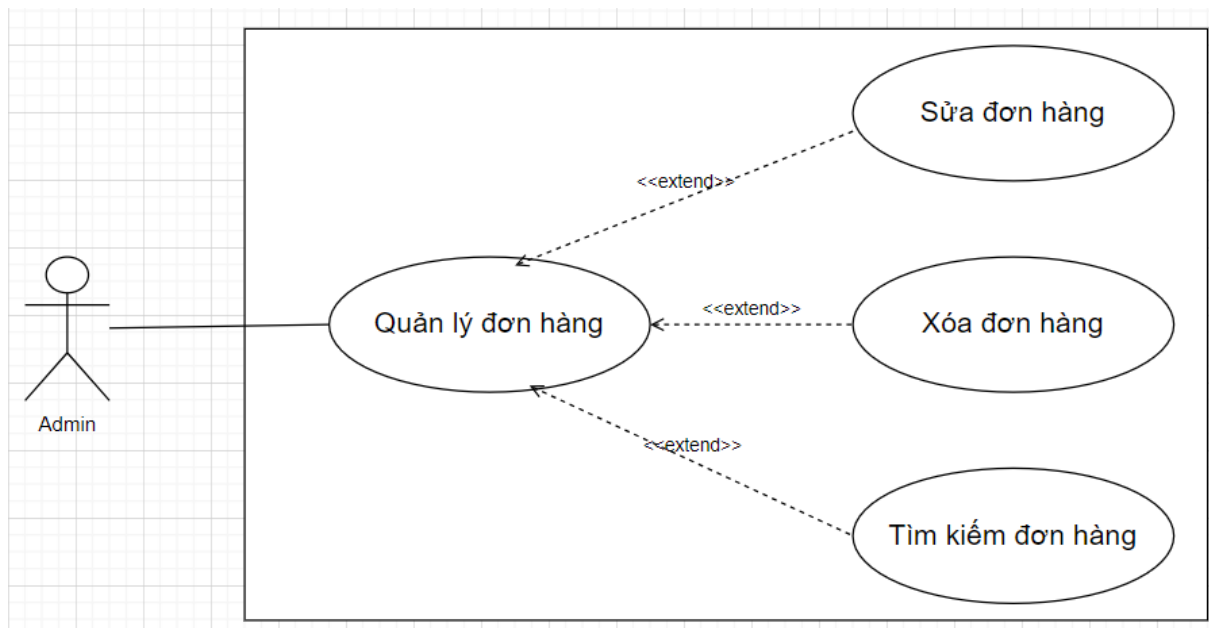 Sửa đơn hàng
<<extend>>
<<extend>>
Quản lý đơn hàng
Xóa đơn hàng
Admin
<<extend>>
Tìm kiếm đơn hàng